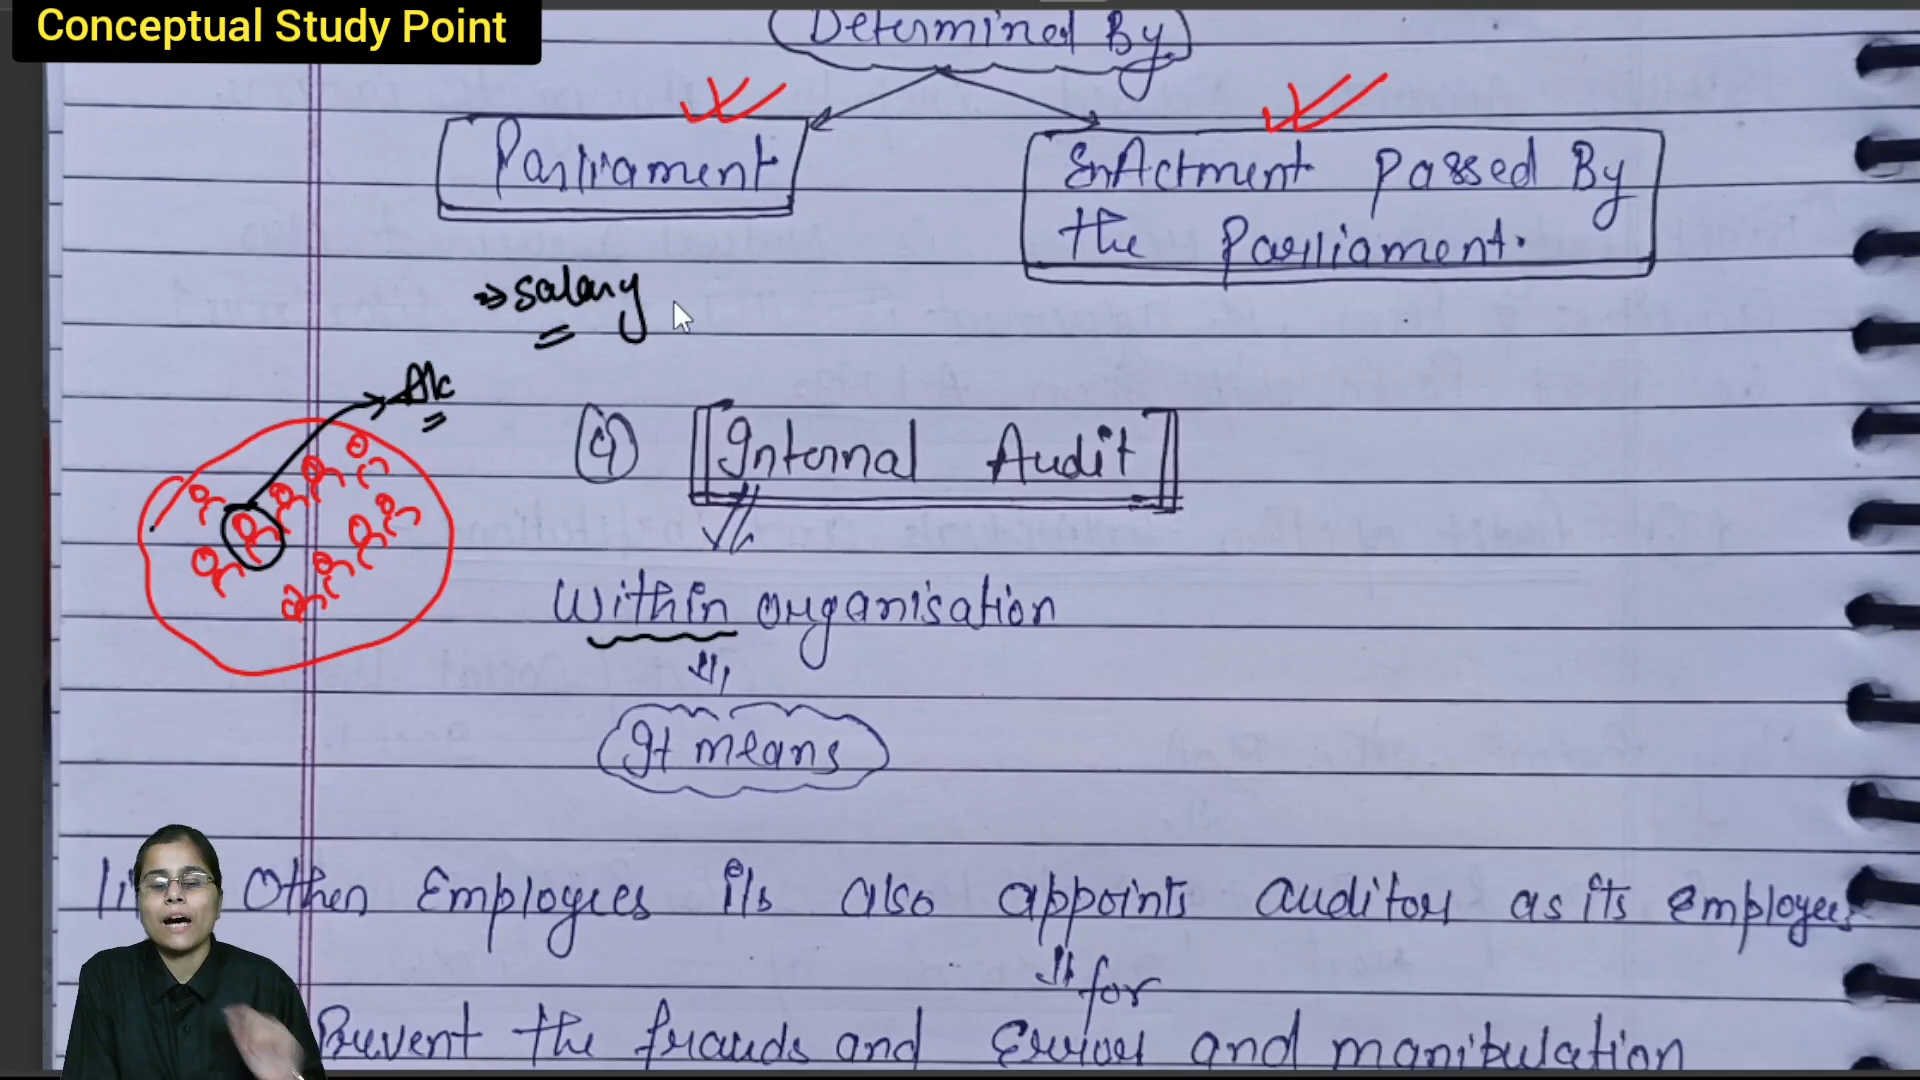 Conceptual Study Point
Determined By
Parliament
EnActment Passed By
the Parliament.
⇒ Salary
A/c
④ Internal Audit
Within organisation
It means
Other Employees it's also appoints auditor as its employees
for
Prevent the frauds and Errors and manipulation